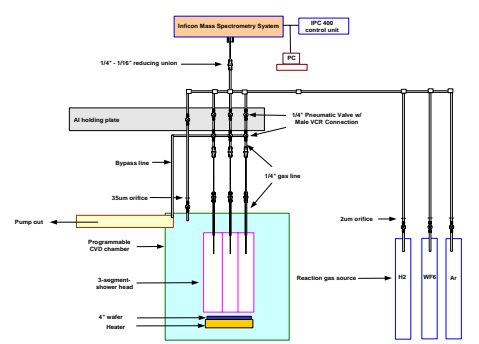 Inficon Mass Spectrometry System
IPC 400
control unit
PC
1/4" - 1/16" reducing union
Al holding plate
1/4" Pneumatic Valve w/
Male VCR Connection
Bypass line
1/4" gas line
35um orifice
Pump out
2um orifice
Programmable
CVD chamber
3-segment-
shower head
Reaction gas source
H2
WF6
Ar
4" wafer
Heater